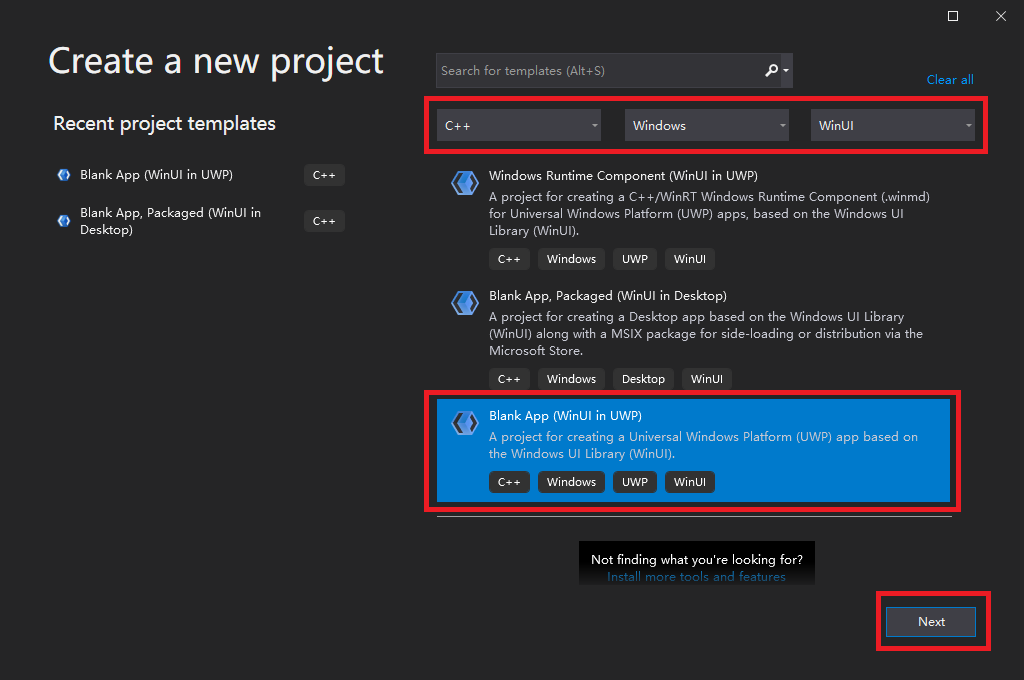 Create a new project
Recent project templates
Blank App (WinUI in UWP)
C++
Blank App, Packaged (WinUI in
Desktop)
C++
Search for templates (Alt+S)
Clear all
C++
Windows
WinUI
Windows Runtime Component (WinUI in UWP)
A project for creating a C++/WinRT Windows Runtime Component (.winmd)
for Universal Windows Platform (UWP) apps, based on the Windows UI
Library (WinUI).
C++ Windows UWP WinUI
Blank App, Packaged (WinUI in Desktop)
A project for creating a Desktop app based on the Windows UI Library
(WinUI) along with a MSIX package for side-loading or distribution via the
Microsoft Store.
C++ Windows Desktop WinUI
Blank App (WinUI in UWP)
A project for creating a Universal Windows Platform (UWP) app based on
the Windows UI Library (WinUI).
C++ Windows UWP WinUI
Not finding what you're looking for?
Install more tools and features
Next